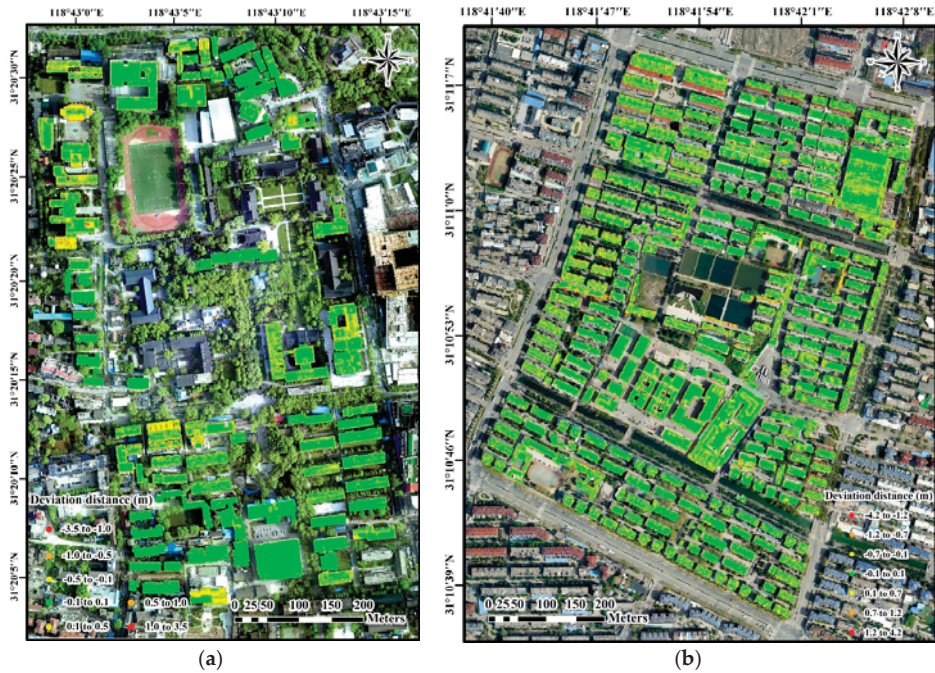 (a)
118°43'0"E 118°43'5"E 118°43'10"E 118°43'15"E
31°20'30"N
31°20'25"N
31°20'20"N
31°20'15"N
31°20'10"N
31°20'5"N
Deviation distance (m)
-3.5 to -1.0
-1.0 to -0.5
-0.5 to -0.1
-0.1 to 0.1
0.1 to 0.5
0.5 to 1.0
1.0 to 3.5
0 25 50 100 150 200
Meters
(b)
118°41'40"E 118°41'47"E 118°41'54"E 118°42'1"E 118°42'8"E
31°11'7"N
31°11'0"N
31°10'53"N
31°10'46"N
31°10'39"N
Deviation distance (m)
-4.2 to -1.2
-1.2 to -0.7
-0.7 to -0.1
-0.1 to 0.1
0.1 to 0.7
0.7 to 1.2
1.2 to 4.2
0 25 50 100 150 200
Meters